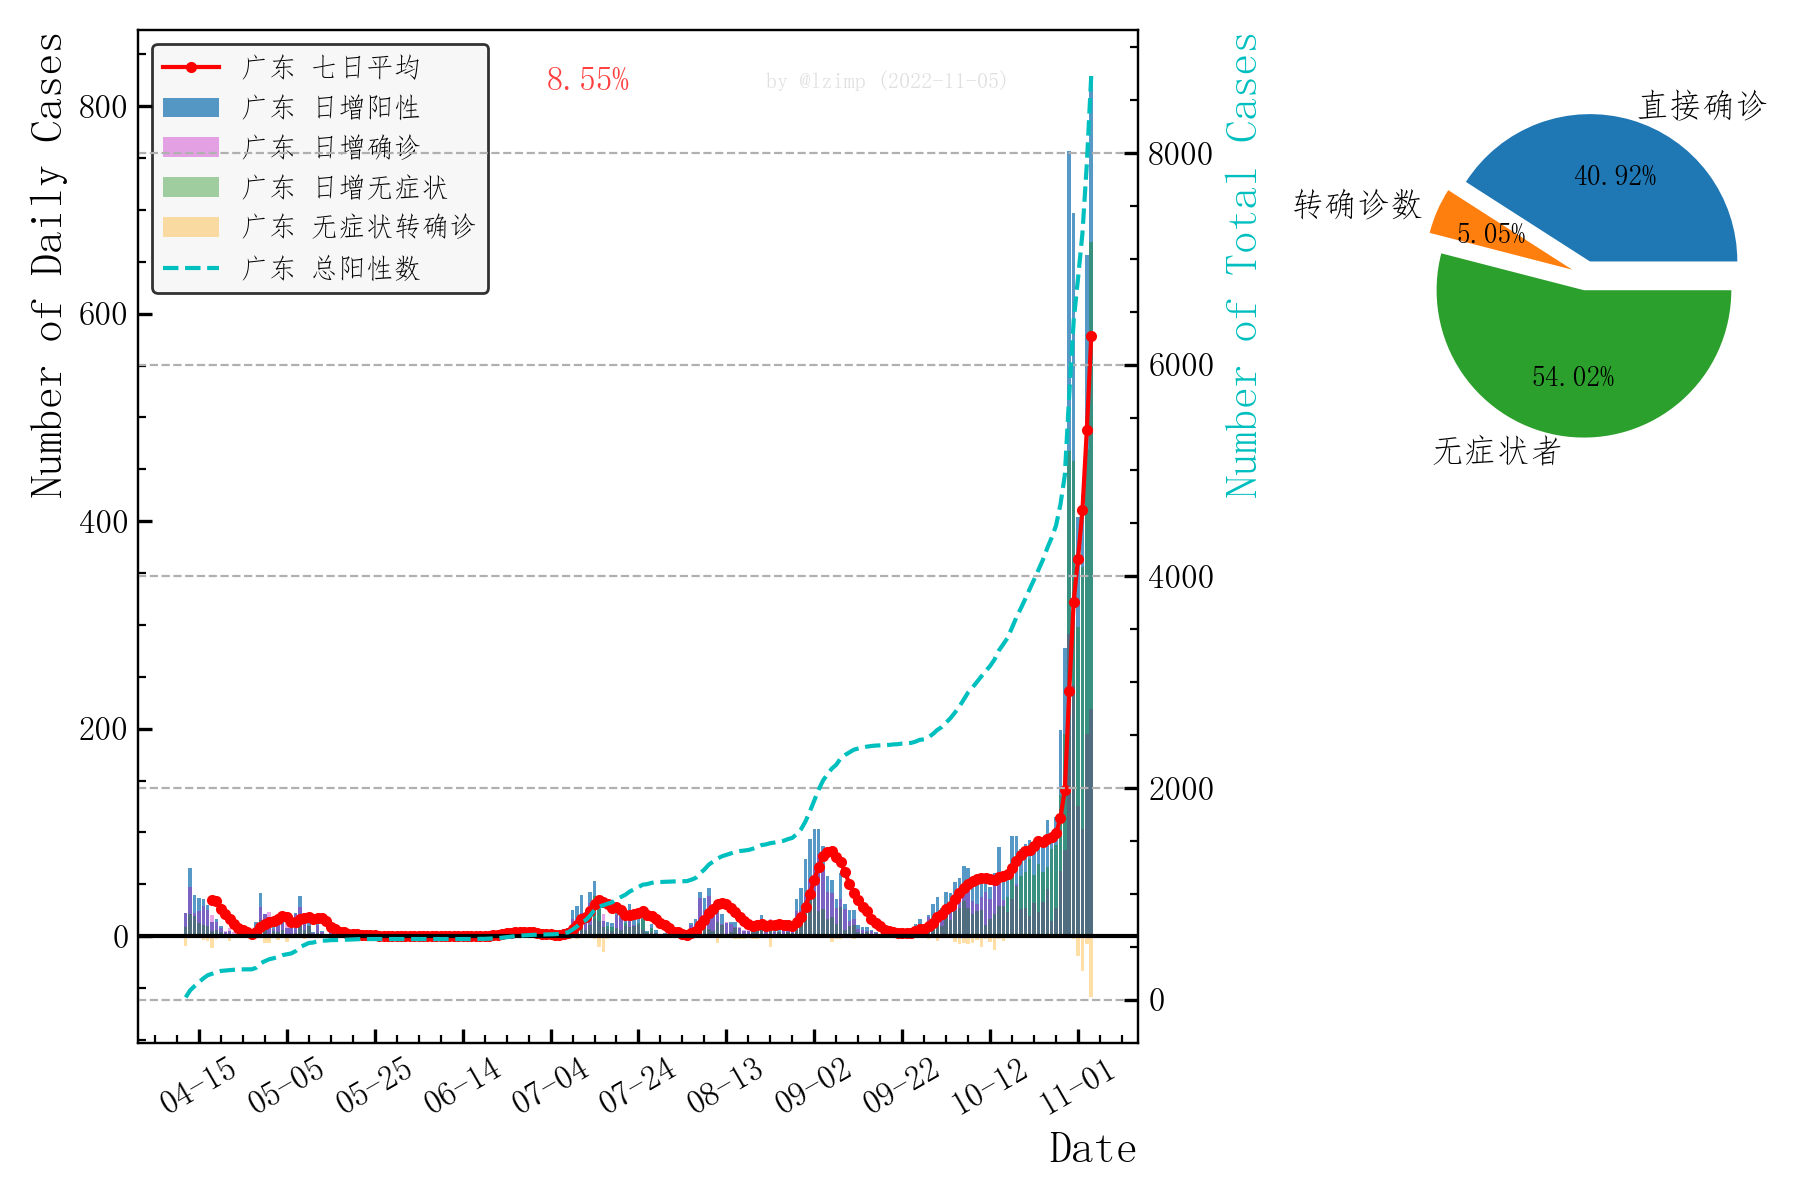 Number of Daily Cases
800
600
400
200
0
广东 七日平均
广东 日增阳性
广东 日增确诊
广东 日增无症状
广东 无症状转确诊
广东 总阳性数
8.55%
by @lzimp (2022-11-05)
8000
6000
4000
2000
0
Number of Total Cases
04-15
05-05
05-25
06-14
07-04
07-24
08-13
09-02
09-22
10-12
11-01
Date
直接确诊
40.92%
转确诊数
5.05%
54.02%
无症状者